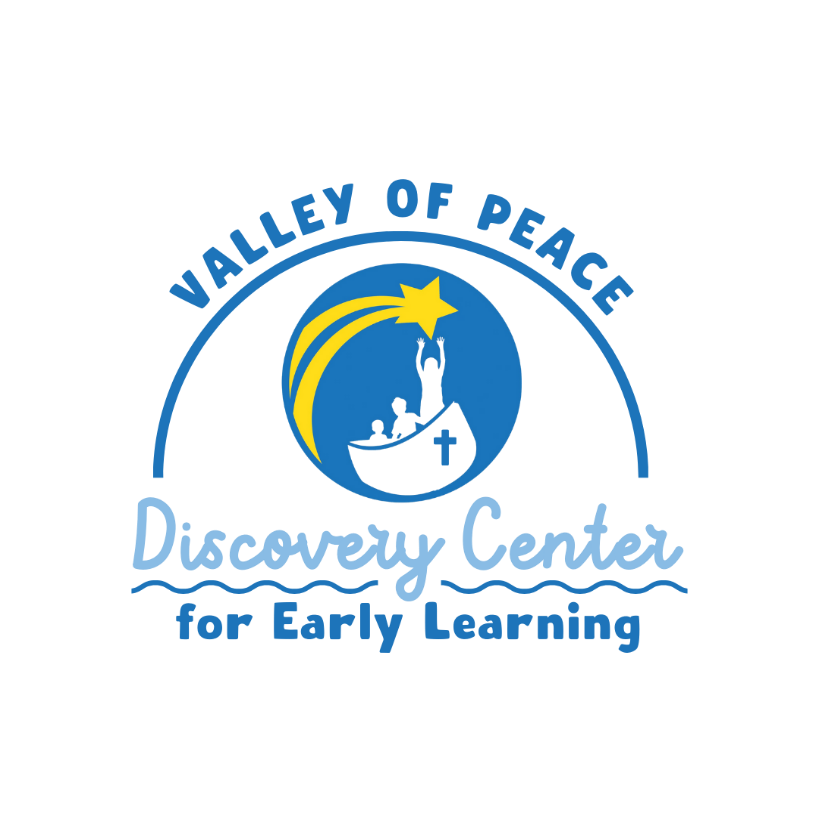 VALLEY OF PEACE
Discovery Center
for Early Learning